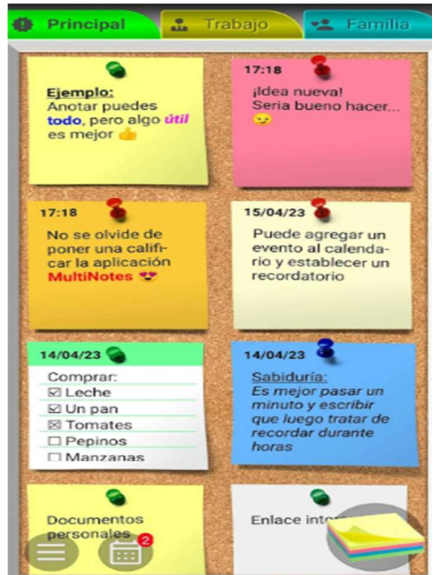 Principal
Trabajo
Familia
Ejemplo:
Anotar puedes
todo, pero algo útil
es mejor 👍
17:18
¡Idea nueva!
Seria bueno hacer...
😏
17:18
No se olvide de
poner una califi-
car la aplicación
MultiNotes 😍
15/04/23
Puede agregar un
evento al calenda-
rio y establecer un
recordatorio
14/04/23
Comprar:
☑ Leche
☑ Un pan
☒ Tomates
☐ Pepinos
☐ Manzanas
14/04/23
Sabiduría:
Es mejor pasar un
minuto y escribir
que luego tratar de
recordar durante
horas
Documentos
personales
2
Enlace